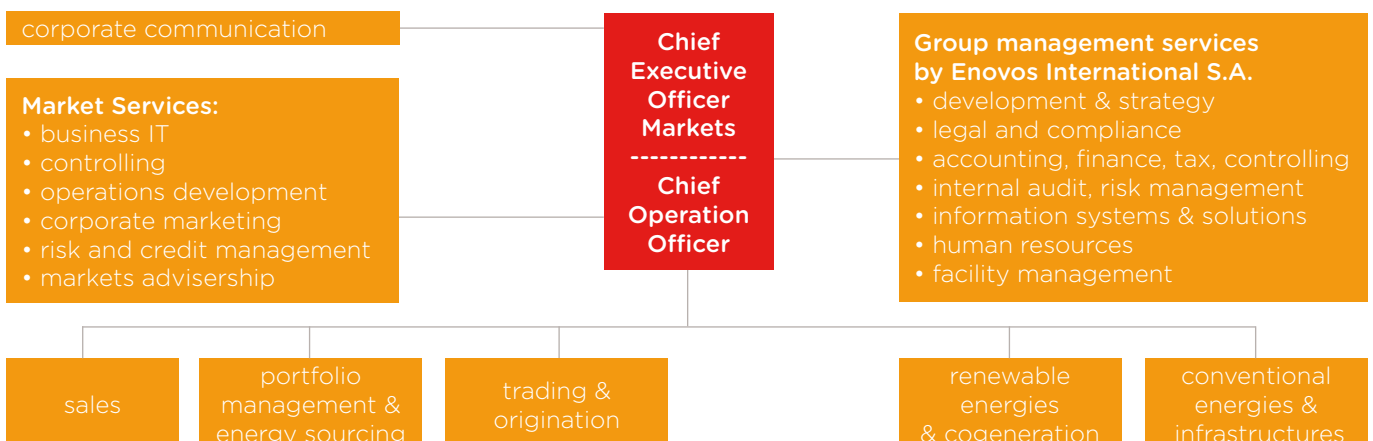 corporate communication
Market Services:
• business IT
• controlling
• operations development
• corporate marketing
• risk and credit management
• markets advisership
Chief
Executive
Officer
Markets
------------
Chief
Operation
Officer
Group management services
by Enovos International S.A.
• development & strategy
• legal and compliance
• accounting, finance, tax, controlling
• internal audit, risk management
• information systems & solutions
• human resources
• facility management
sales
portfolio
management &
energy sourcing
trading &
origination
renewable
energies
& cogeneration
conventional
energies &
infrastructures